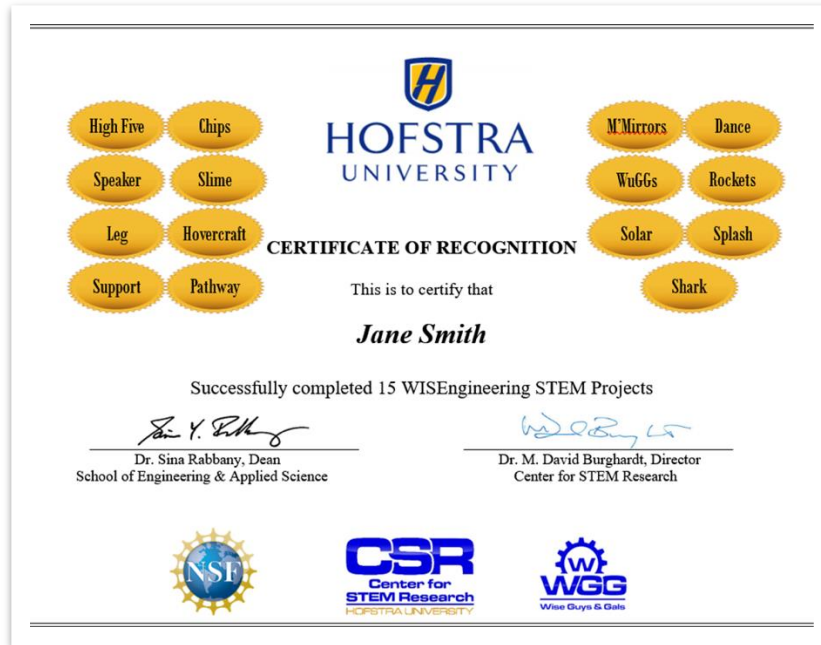 High Five
Chips
Speaker
Slime
Leg
Hovercraft
Support
Pathway
H
HOFSTRA
UNIVERSITY
M'Mirrors
Dance
WuGGs
Rockets
Solar
Splash
Shark
CERTIFICATE OF RECOGNITION
This is to certify that
Jane Smith
Successfully completed 15 WISEngineering STEM Projects
Dr. Sina Rabbany, Dean
School of Engineering & Applied Science
Dr. M. David Burghardt, Director
Center for STEM Research
NSF
CSR
Center for
STEM Research
HOFSTRA UNIVERSITY
W
WGG
Wise Guys & Gals